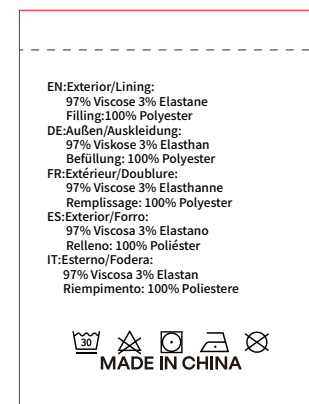 EN:Exterior/Lining:
97% Viscose 3% Elastane
Filling:100% Polyester
DE:Außen/Auskleidung:
97% Viskose 3% Elasthan
Befüllung: 100% Polyester
FR:Extérieur/Doublure:
97% Viscose 3% Elasthanne
Remplissage: 100% Polyester
ES:Exterior/Forro:
97% Viscosa 3% Elastano
Relleno: 100% Poliéster
IT:Esterno/Fodera:
97% Viscosa 3% Elastan
Riempimento: 100% Poliestere
30
MADE IN CHINA